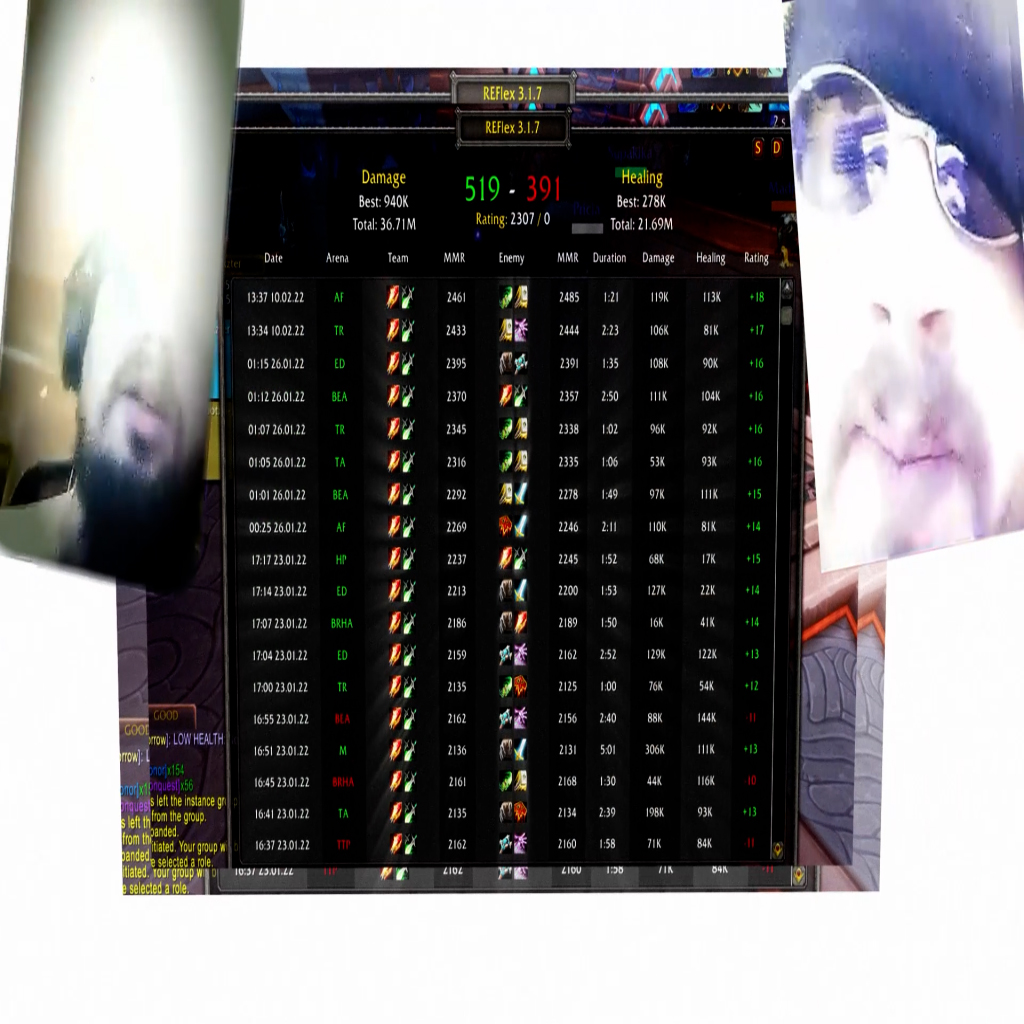 REFlex 3.1.7
REFlex 3.1.7
S D
Damage 519 - 391 Healing
Best: 940K Rating: 2307 / 0 Best: 278K
Total: 36.71M Total: 21.69M
Date Arena Team MMR Enemy MMR Duration Damage Healing Rating
13:37 10.02.22 AF 2461 2485 1:21 119K 113K +18
13:34 10.02.22 TR 2433 2444 2:23 106K 81K +17
01:15 26.01.22 ED 2395 2391 1:35 108K 90K +16
01:12 26.01.22 BEA 2370 2357 2:50 111K 104K +16
01:07 26.01.22 TR 2345 2338 1:02 96K 92K +16
01:05 26.01.22 TA 2316 2335 1:06 53K 93K +16
01:01 26.01.22 BEA 2292 2278 1:49 97K 111K +15
00:25 26.01.22 AF 2269 2246 2:11 110K 81K +14
17:17 23.01.22 HP 2237 2245 1:52 68K 17K +15
17:14 23.01.22 ED 2213 2200 1:53 127K 22K +14
17:07 23.01.22 BRHA 2186 2189 1:50 16K 41K +14
17:04 23.01.22 ED 2159 2162 2:52 129K 122K +13
17:00 23.01.22 TR 2135 2125 1:00 76K 54K +12
16:55 23.01.22 BEA 2162 2156 2:40 88K 144K -11
16:51 23.01.22 M 2136 2131 5:01 306K 111K +13
16:45 23.01.22 BRHA 2161 2168 1:30 44K 116K -10
16:41 23.01.22 TA 2135 2134 2:39 198K 93K +13
16:37 23.01.22 TTP 2162 2160 1:58 71K 84K -11
16:37 23.01.22 TTP 2162 2160 1:58 71K 84K -11
GOOD
GOOD
rrow]: LOW HEALTH
onor]x154
onquest]x56
s left the instance gr
from the group.
panded.
itiated. Your group w
e selected a role.
orrow]: L
s left th
from the
panded
itiated. Your group w
e selected a role.